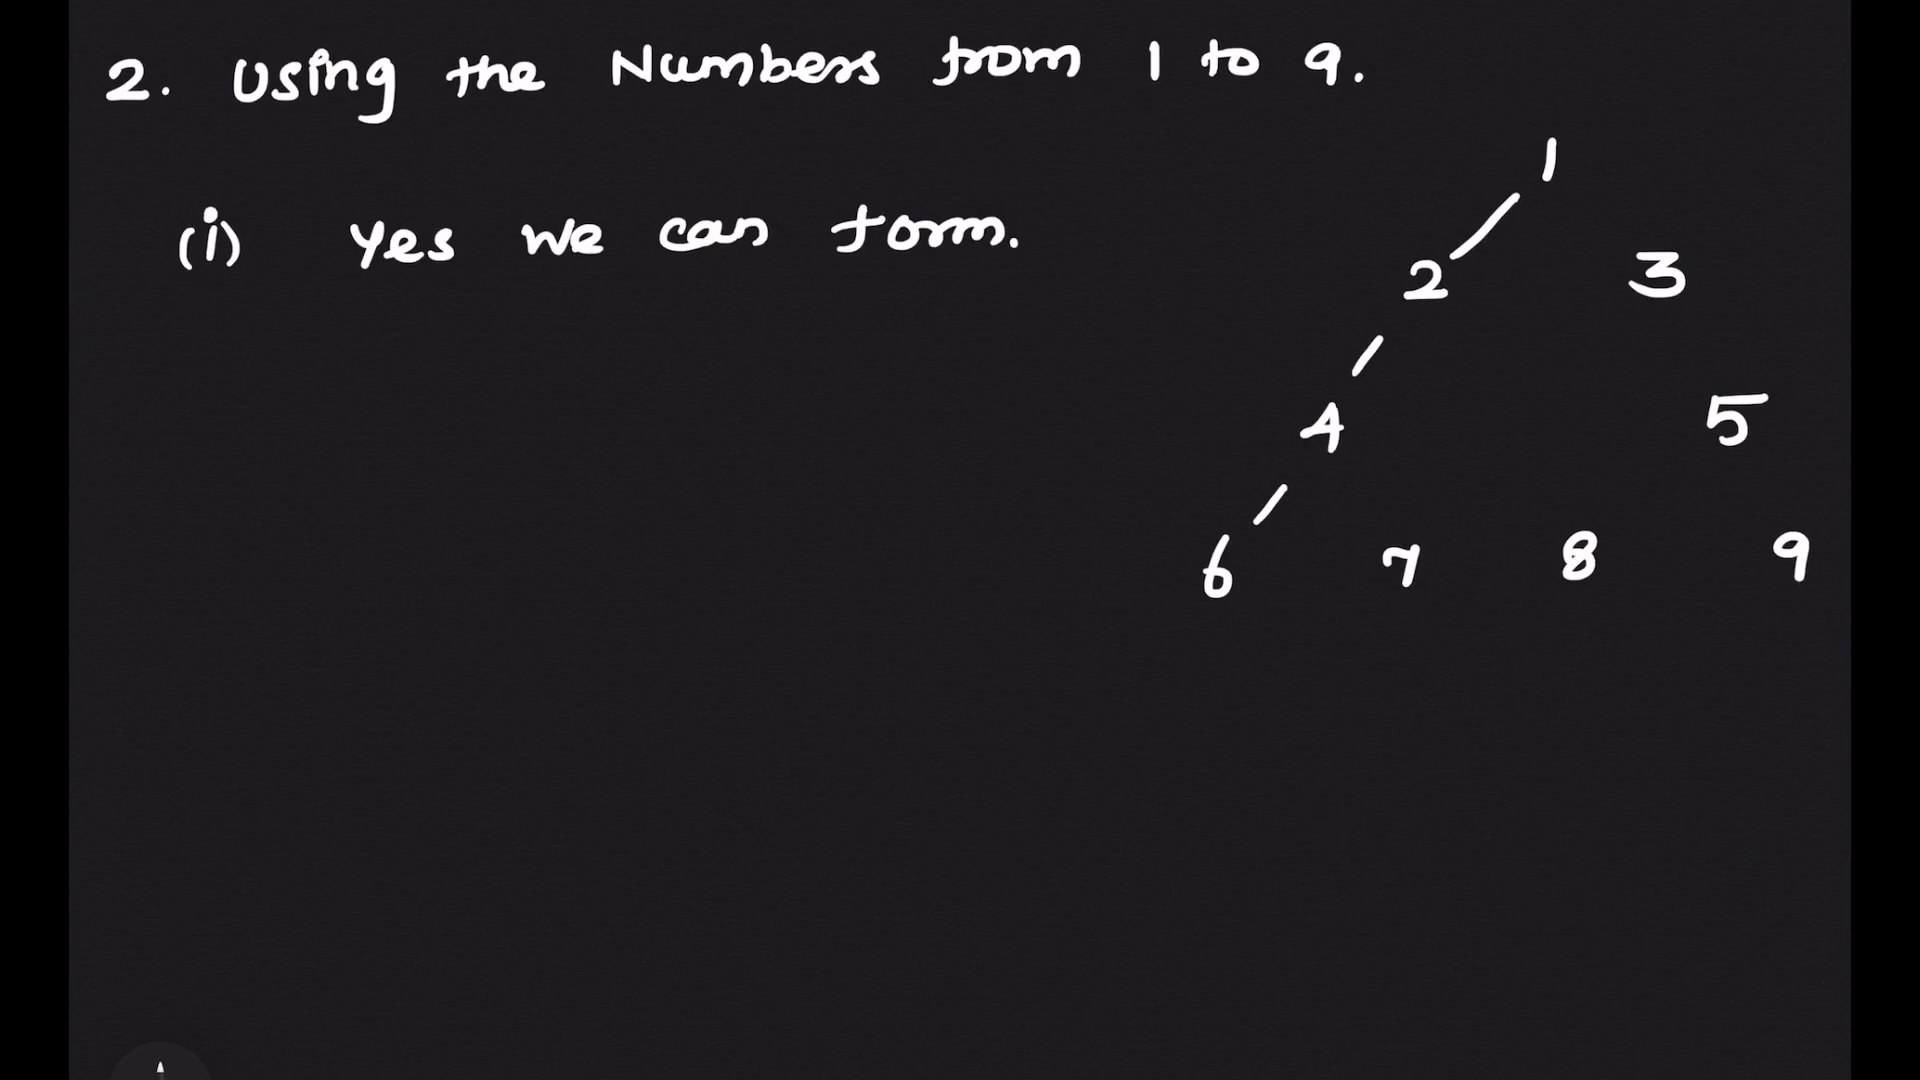 2. Using the Numbers from 1 to 9.
1
(i) Yes we can form.
2 3
4 5
6 7 8 9